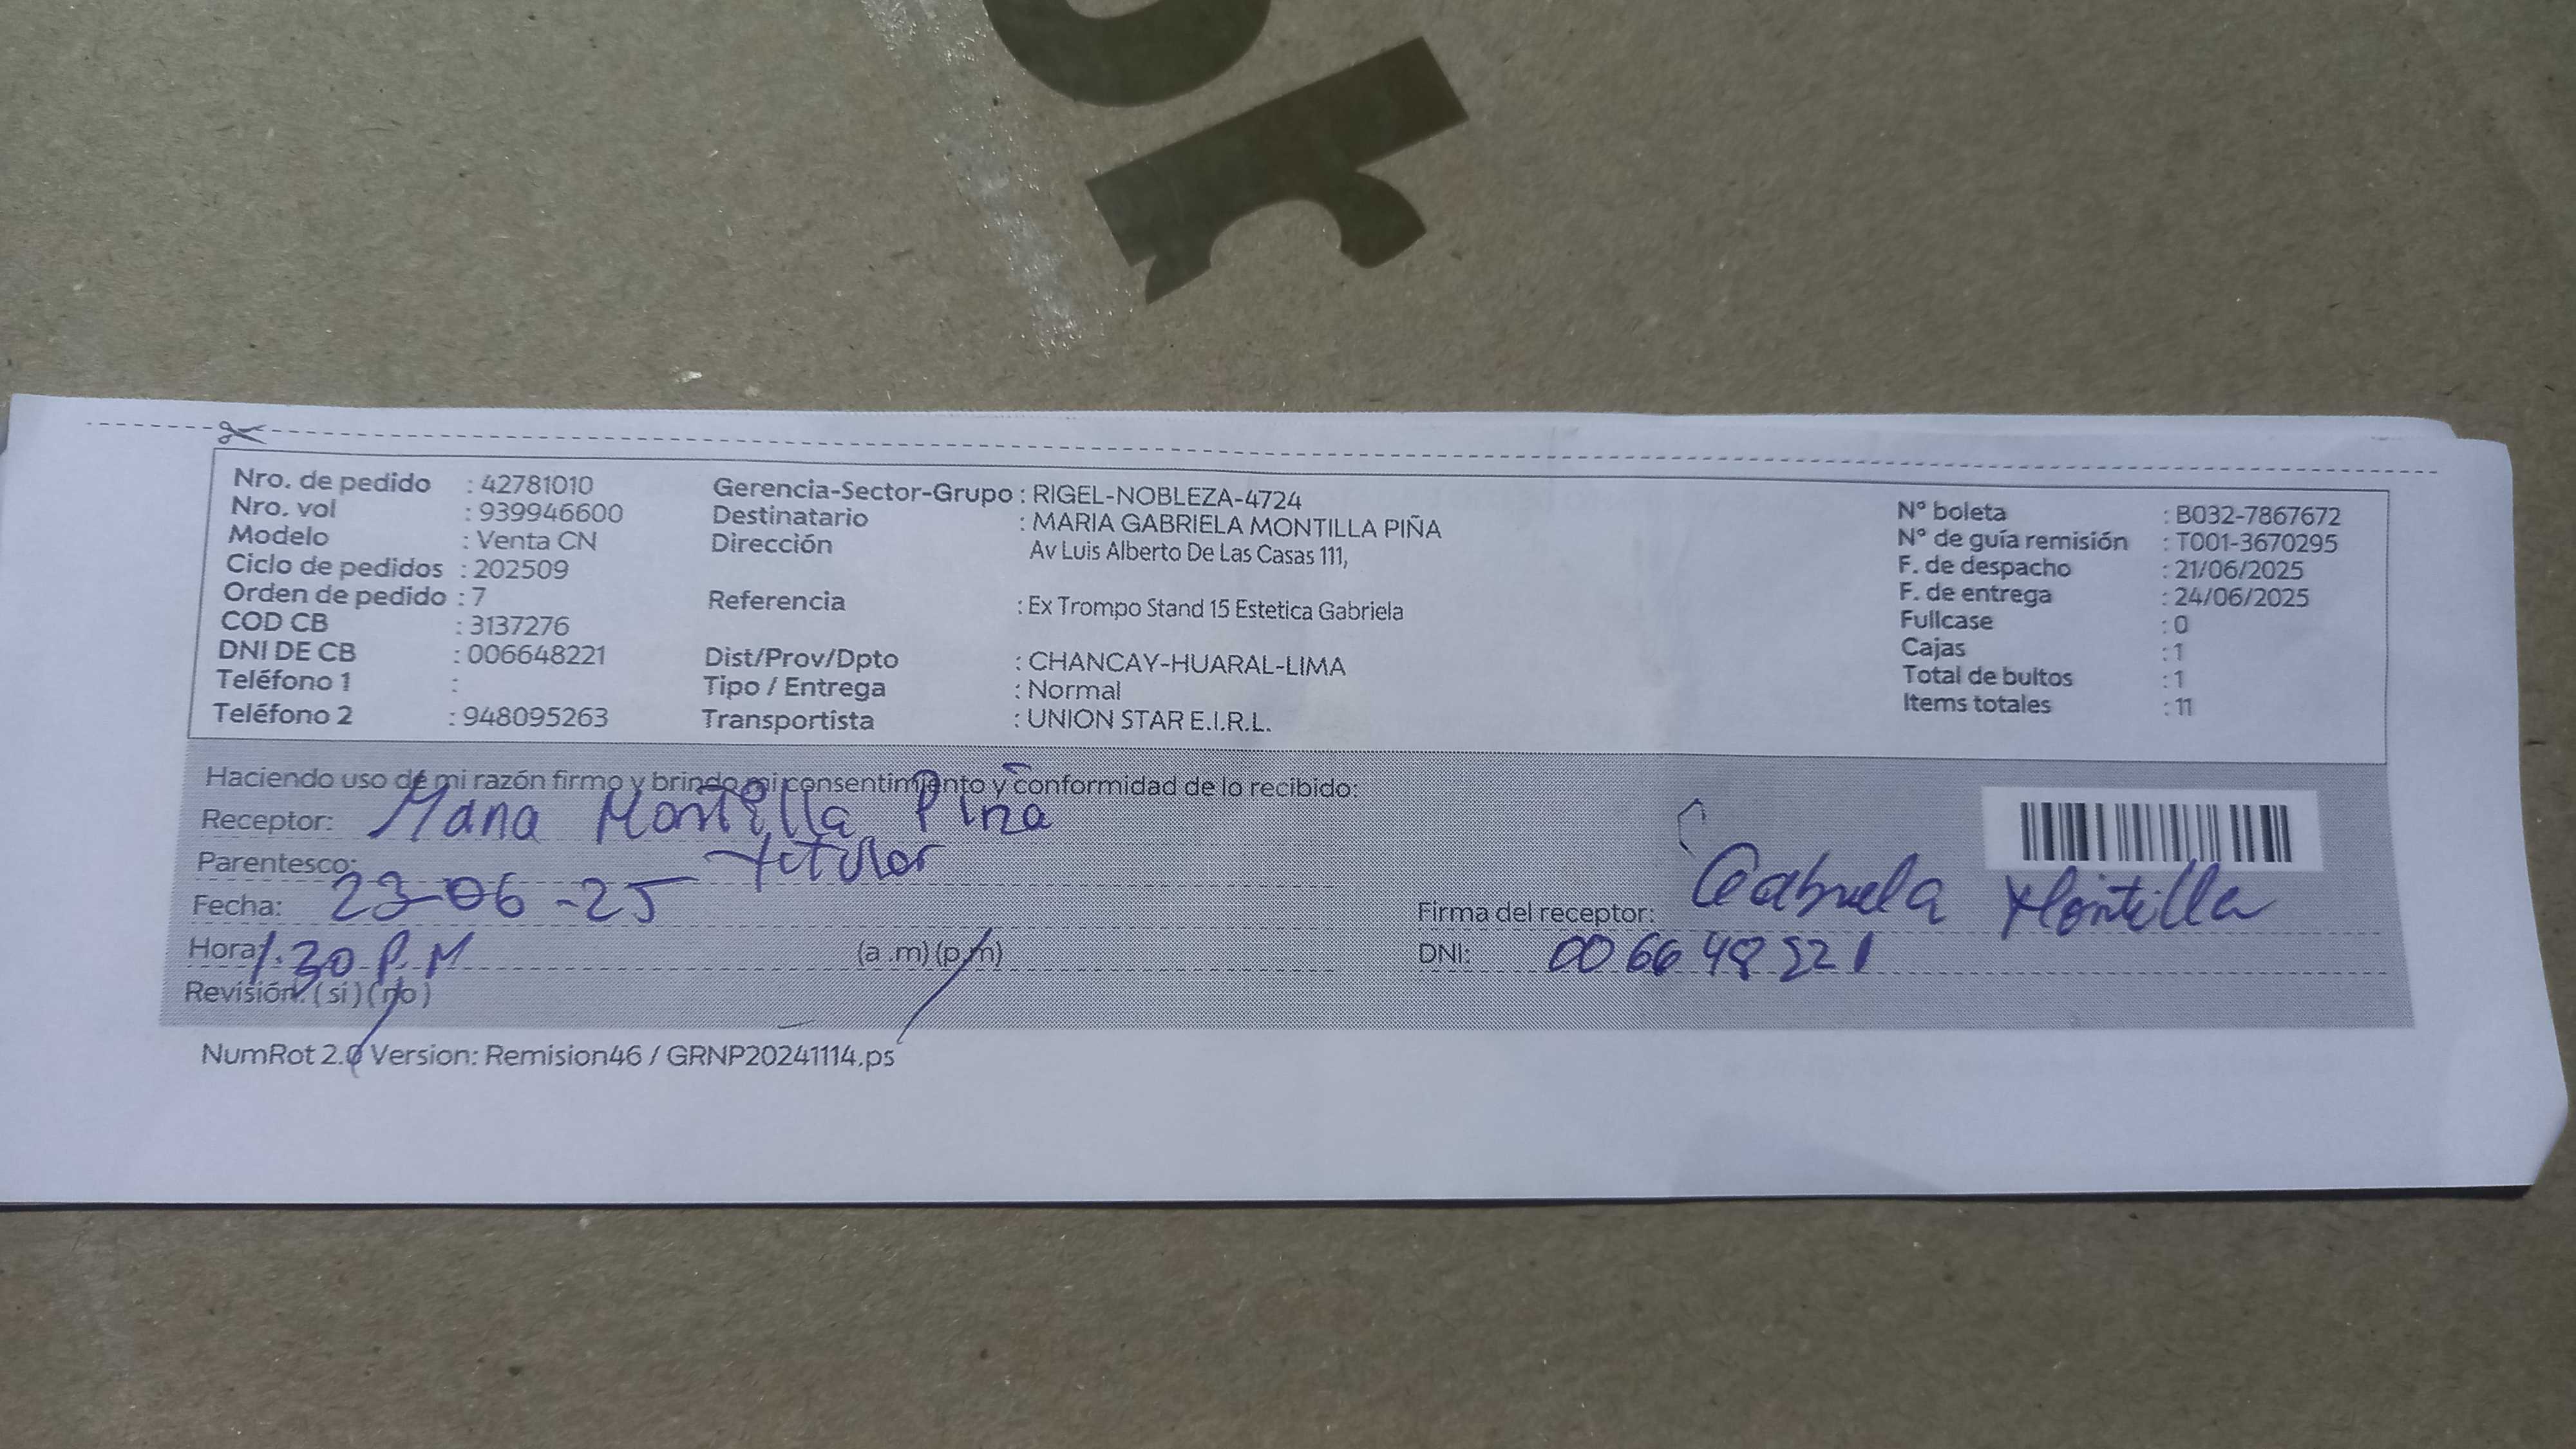 Nro. de pedido : 42781010
Nro. vol : 939946600
Modelo : Venta CN
Ciclo de pedidos : 202509
Orden de pedido : 7
COD CB : 3137276
DNI DE CB : 006648221
Teléfono 1 :
Teléfono 2 : 948095263
Gerencia-Sector-Grupo : RIGEL-NOBLEZA-4724
Destinatario : MARIA GABRIELA MONTILLA PIÑA
Dirección Av Luis Alberto De Las Casas 111,
Referencia : Ex Trompo Stand 15 Estetica Gabriela
Dist/Prov/Dpto : CHANCAY-HUARAL-LIMA
Tipo / Entrega : Normal
Transportista : UNION STAR E.I.R.L.
N° boleta : B032-7867672
N° de guía remisión : T001-3670295
F. de despacho : 21/06/2025
F. de entrega : 24/06/2025
Fullcase : 0
Cajas : 1
Total de bultos : 1
Items totales : 11
Haciendo uso de mi razón firmo y brindo mi consentimiento y conformidad de lo recibido:
Receptor: Maria Montilla Piña
Parentesco: titular
Fecha: 23-06-25
Hora: 1:30 P.M (a.m) (p.m)
Revisión: (si) (no)
Firma del receptor: Gabriela Montilla
DNI: 006648221
NumRot 2.0 Version: Remision46 / GRNP20241114.ps